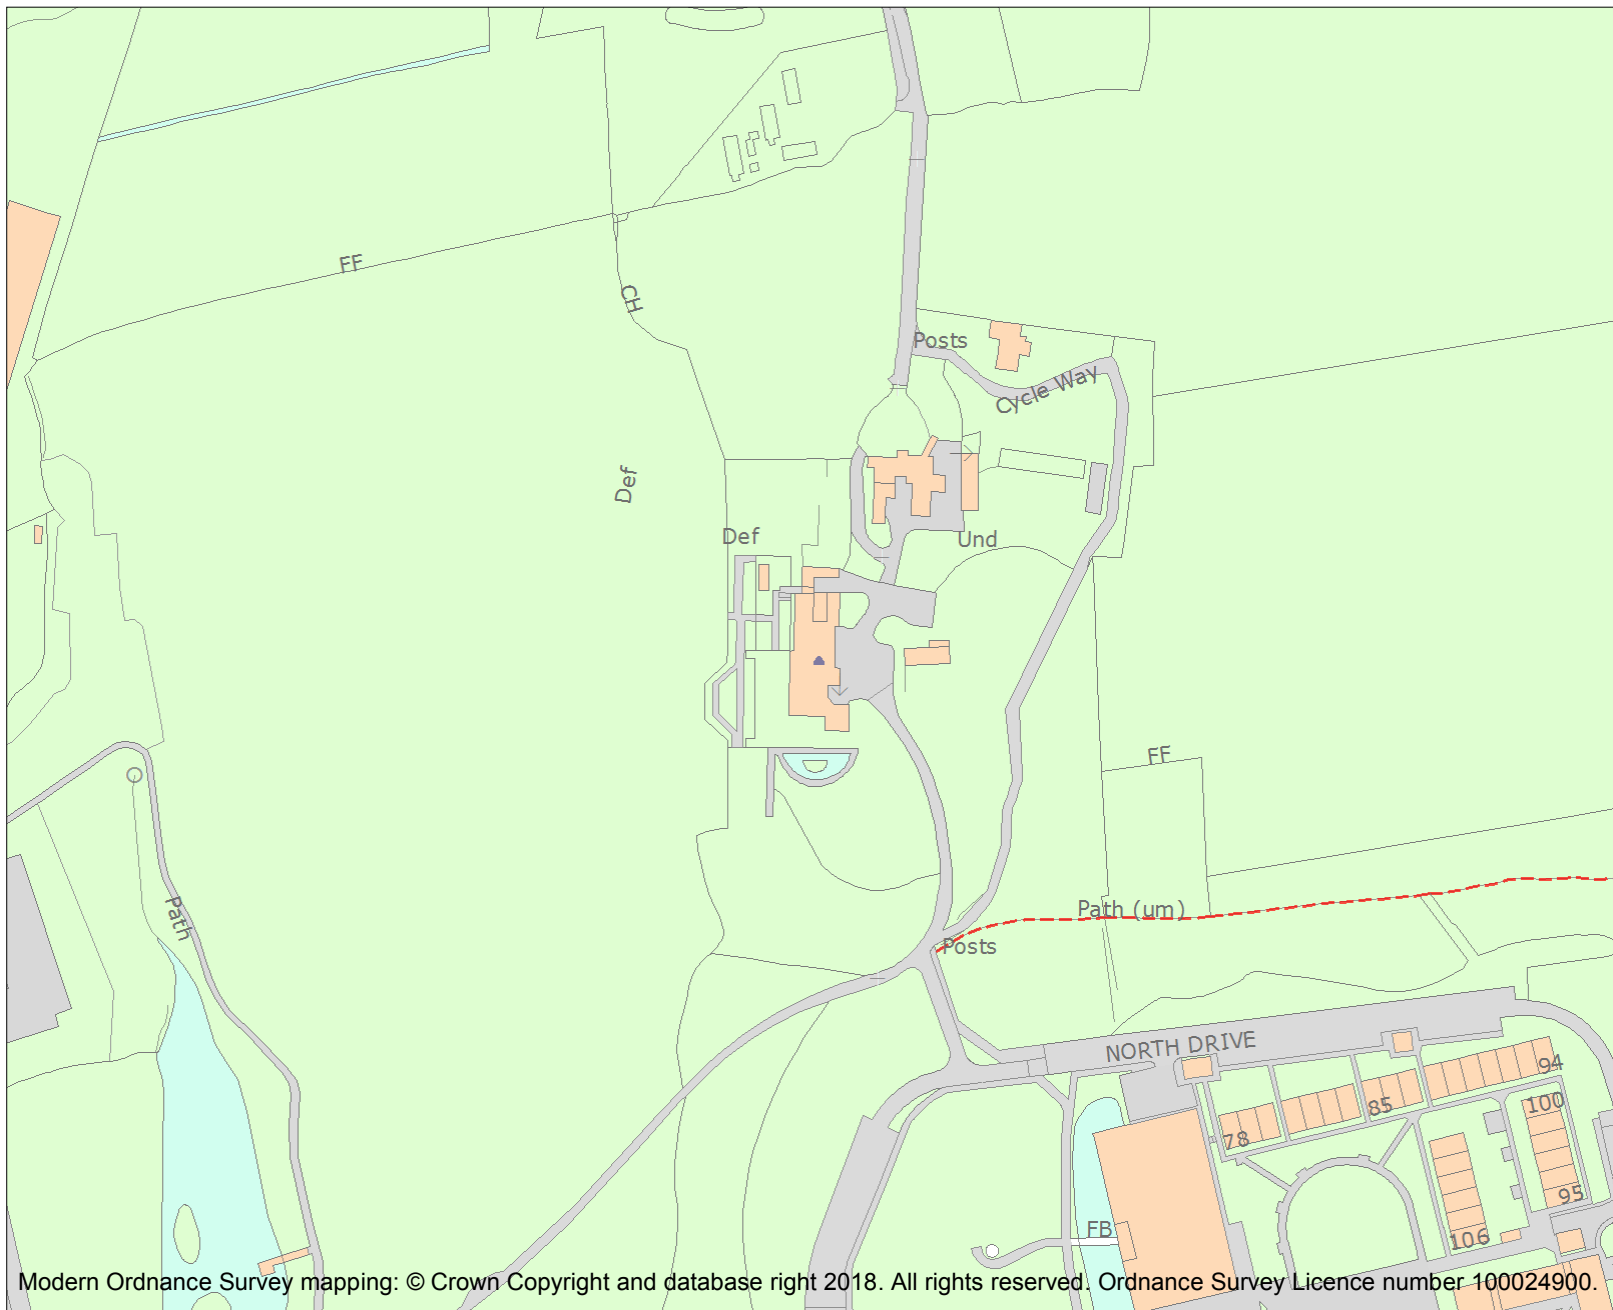 FF
CH
Posts
Cycle Way
Def
Def
Und
FF
Path
Path (um)
Posts
NORTH DRIVE
94
100
85
78
95
FB
106
Modern Ordnance Survey mapping: © Crown Copyright and database right 2018. All rights reserved. Ordnance Survey Licence number 100024900.